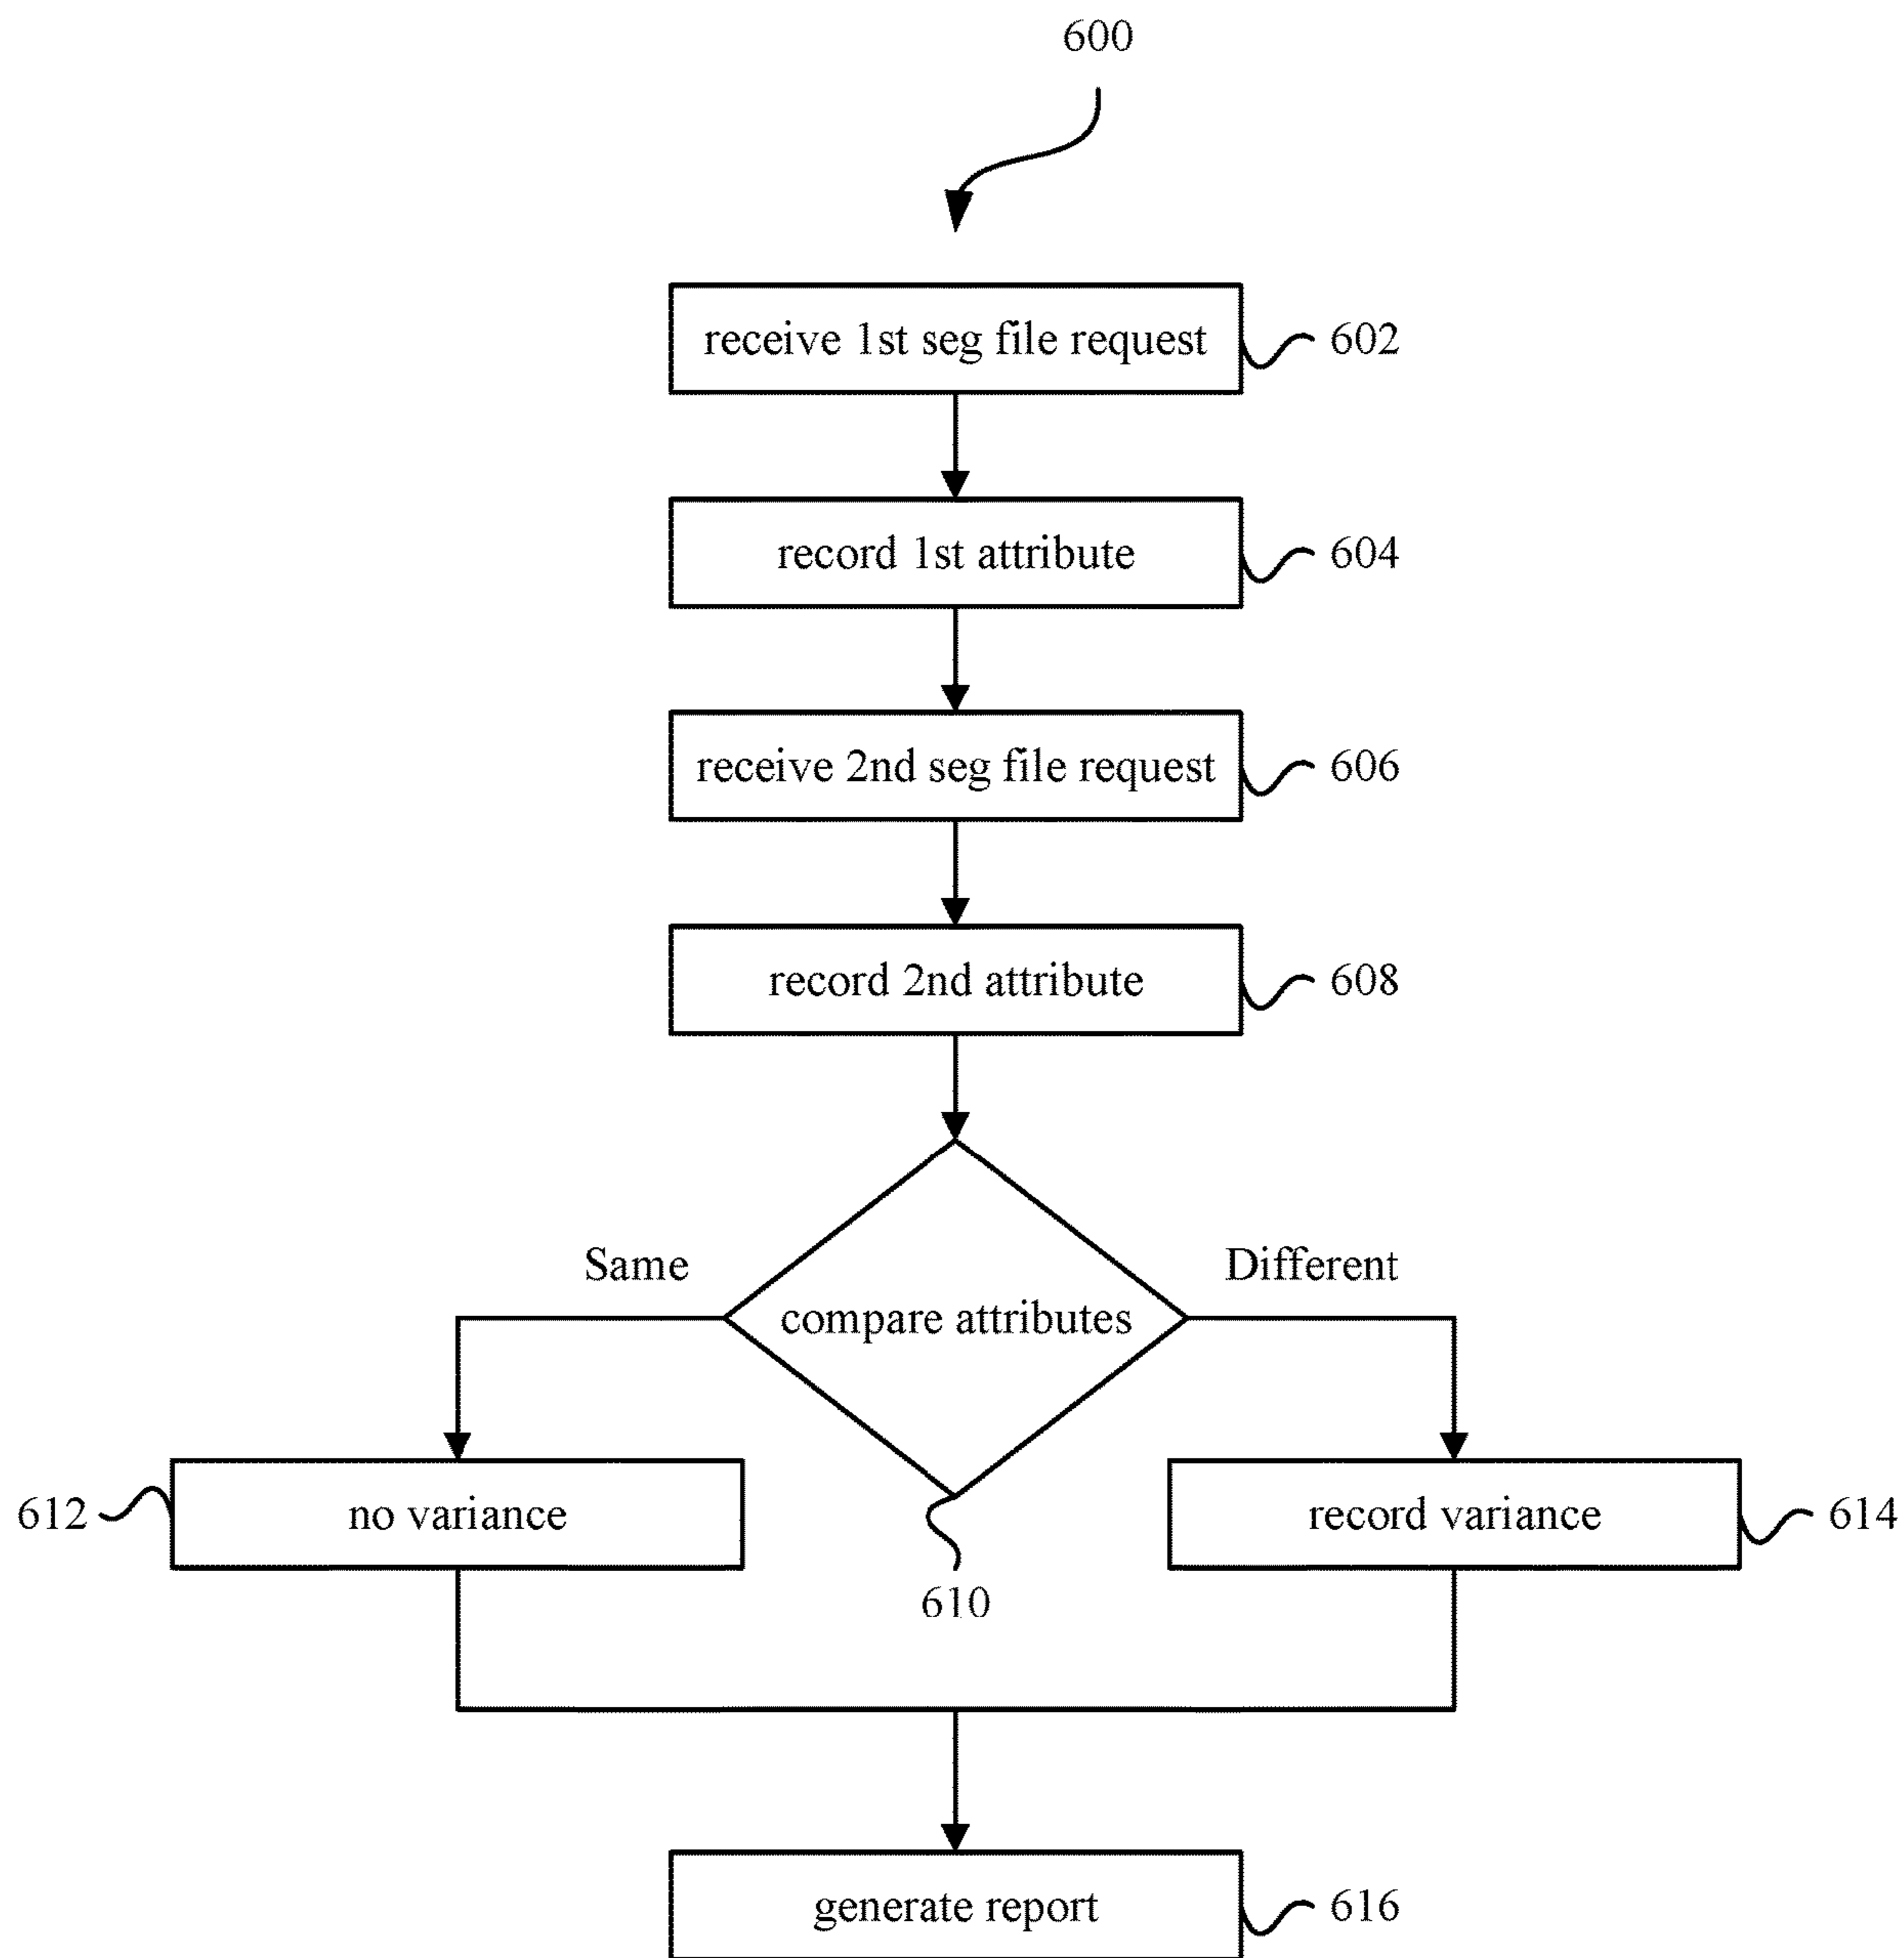 600
receive 1st seg file request
602
record 1st attribute
604
receive 2nd seg file request
606
record 2nd attribute
608
Same
Different
compare attributes
612
no variance
record variance
614
610
generate report
616